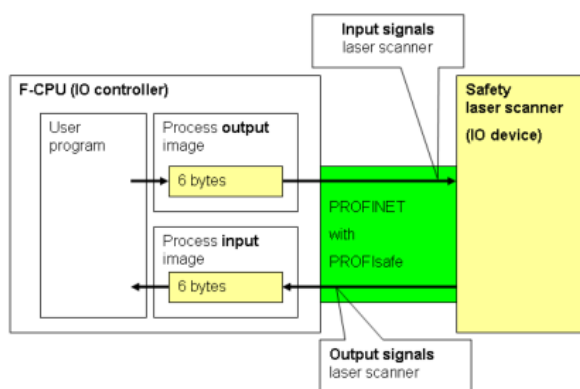 Input signals
laser scanner
F-CPU (IO controller)
Safety
laser scanner
(IO device)
User
program
Process output
image
6 bytes
PROFINET
with
PROFIsafe
Process input
image
6 bytes
Output signals
laser scanner